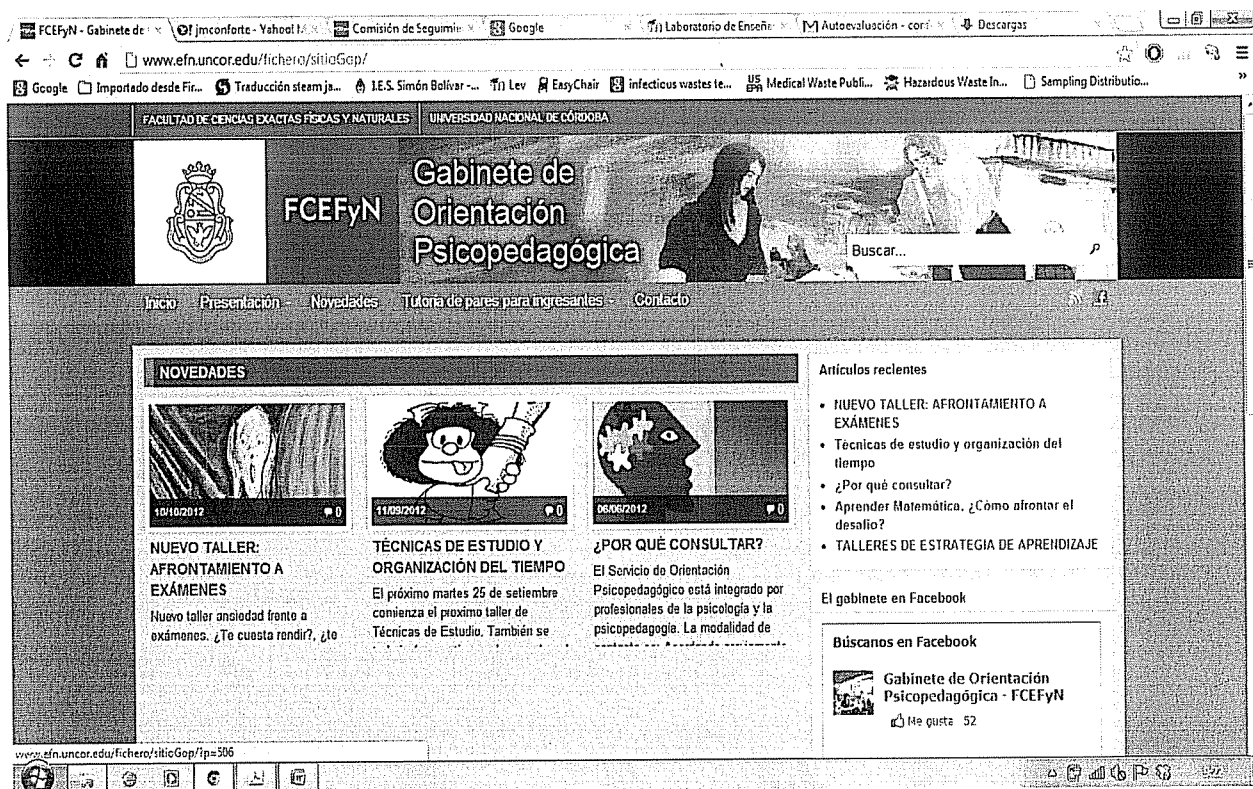 FCEFyN - Gabinete de
jmconforte - Yahoo!
Comisión de Seguimie
Google
Laboratorio de Enseña
Autoevaluación - conf
Descargas
www.efn.uncor.edu/fichero/sitioGop/
Google
Importado desde Fir...
Traducción steam ja...
I.E.S. Simón Bolívar -...
Lev
EasyChair
infectious wastes te...
Medical Waste Publi...
Hazardous Waste In...
Sampling Distributio...
»
FACULTAD DE CIENCIAS EXACTAS FÍSICAS Y NATURALES
UNIVERSIDAD NACIONAL DE CÓRDOBA
FCEFyN
Gabinete de
Orientación
Psicopedagógica
Buscar...
Inicio
Presentación
Novedades
Tutoria de pares para ingresantes
Contacto
NOVEDADES
10/10/2012
0
NUEVO TALLER:
AFRONTAMIENTO A
EXÁMENES
Nuevo taller ansiedad frente a
exámenes. ¿Te cuesta rendir?, ¿te
11/09/2012
0
TÉCNICAS DE ESTUDIO Y
ORGANIZACIÓN DEL TIEMPO
El próximo martes 25 de setiembre
comienza el proximo taller de
Técnicas de Estudio. También se
06/06/2012
0
¿POR QUÉ CONSULTAR?
El Servicio de Orientación
Psicopedagógico está integrado por
profesionales de la psicología y la
psicopedagogía. La modalidad de
Artículos recientes
• NUEVO TALLER: AFRONTAMIENTO A
EXÁMENES
• Técnicas de estudio y organización del
tiempo
• ¿Por qué consultar?
• Aprender Matemática, ¿Cómo afrontar el
desafío?
• TALLERES DE ESTRATEGIA DE APRENDIZAJE
El gabinete en Facebook
Búscanos en Facebook
Gabinete de Orientación
Psicopedagógica - FCEFyN
Me gusta 52
www.efn.uncor.edu/fichero/sitioGop/?p=506